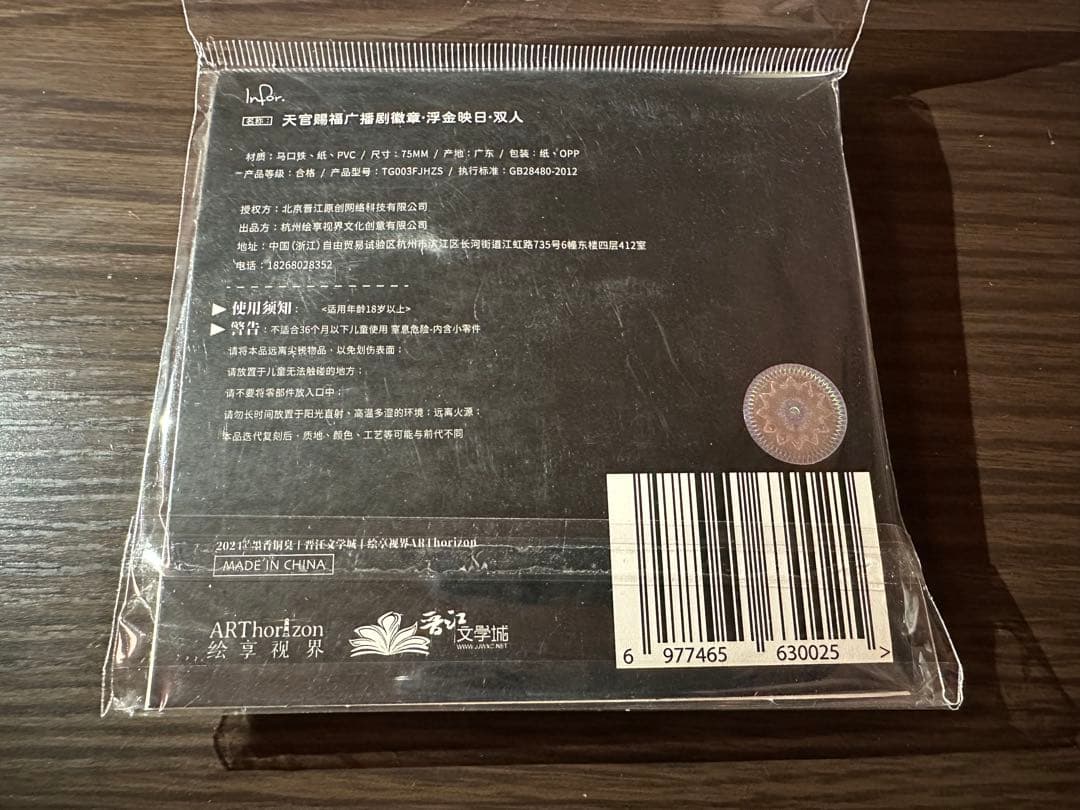 Infor.
名称: 天官赐福广播剧徽章·浮金映日·双人
材质：马口铁、纸、PVC / 尺寸：75MM / 产地：广东 / 包装：纸、OPP
产品等级：合格 / 产品型号：TG003FJHZS / 执行标准：GB28480-2012
授权方：北京晋江原创网络科技有限公司
出品方：杭州绘享视界文化创意有限公司
地址：中国(浙江)自由贸易试验区杭州市滨江区长河街道江虹路735号6幢东楼四层412室
电话：18268028352
▶ 使用须知： <适用年龄18岁以上>
▶ 警告：不适合36个月以下儿童使用 窒息危险-内含小零件
请将本品远离尖锐物品，以免划伤表面；
请放置于儿童无法触碰的地方；
请不要将零部件放入口中；
请勿长时间放置于阳光直射、高温多湿的环境；远离火源；
本品迭代复刻后，质地、颜色、工艺等可能与前代不同
墨香铜臭 | 晋江文学城 | 绘享视界ARThorizon
MADE IN CHINA
ARThorizon
绘享视界
晋江文学城
WWW.JJWXC.NET
6 977465 630025 >